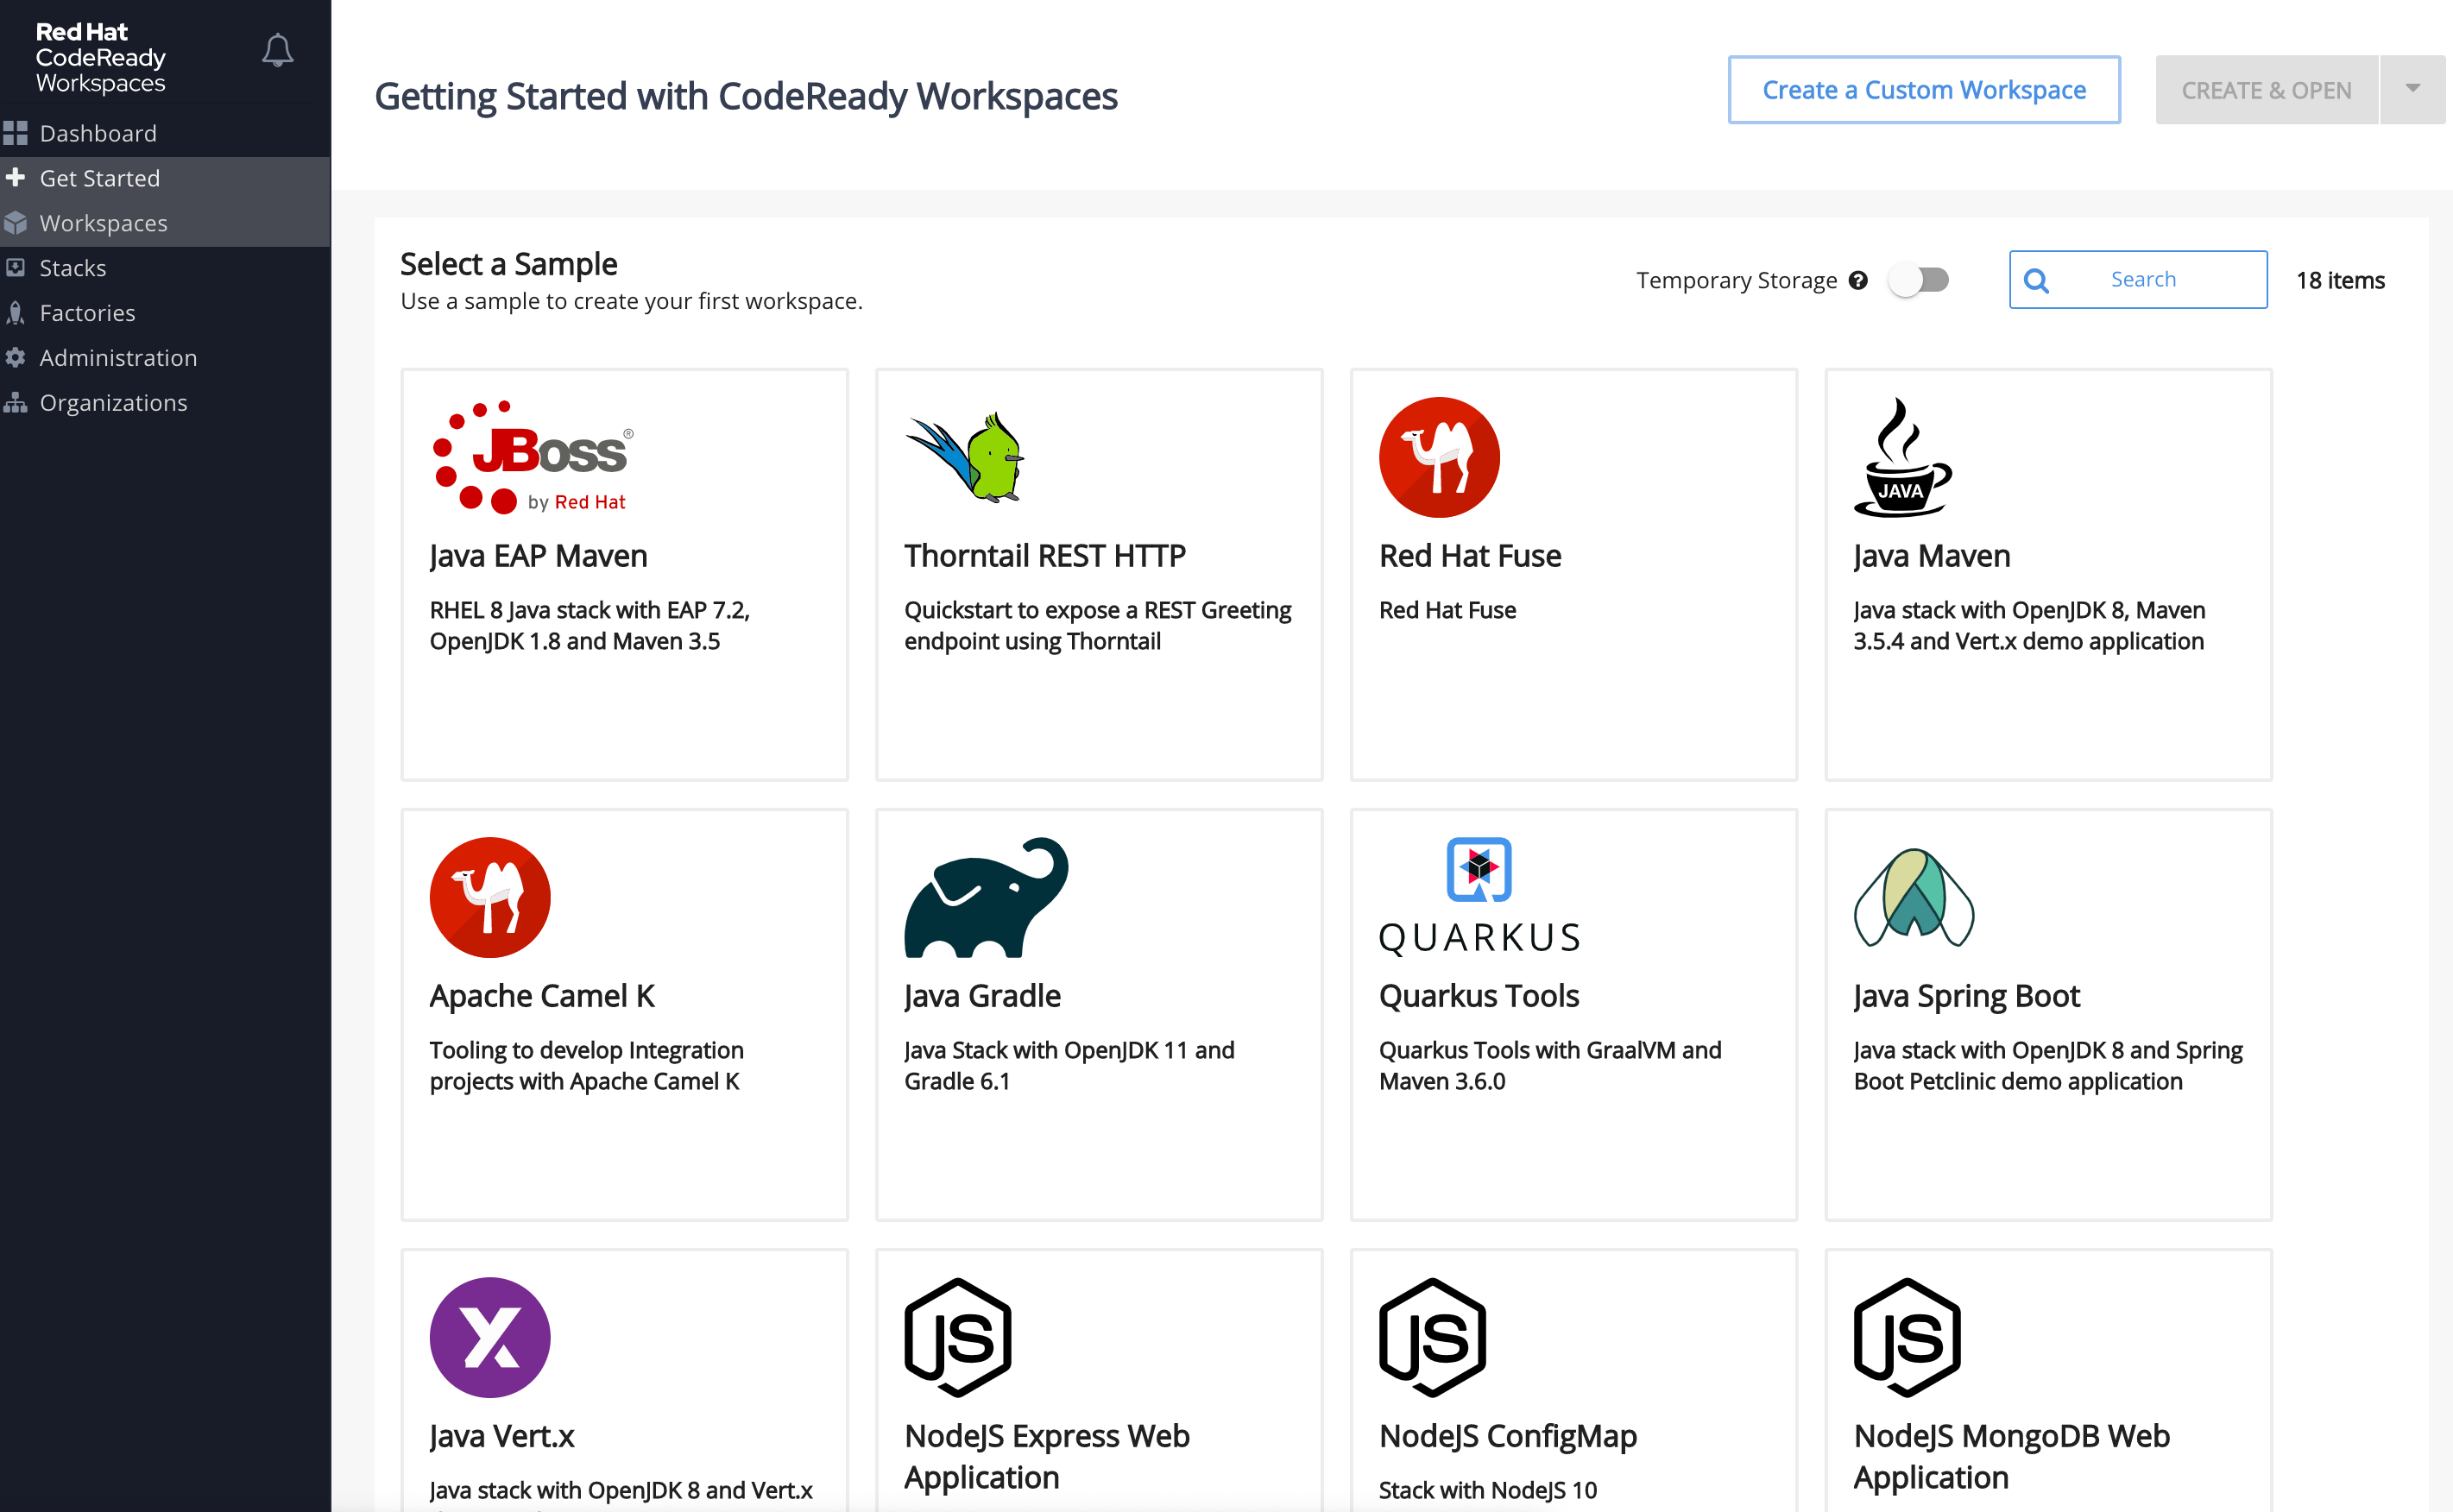 Red Hat
CodeReady
Workspaces
Dashboard
Get Started
Workspaces
Stacks
Factories
Administration
Organizations
Getting Started with CodeReady Workspaces
Create a Custom Workspace
CREATE & OPEN
Select a Sample
Use a sample to create your first workspace.
Temporary Storage
?
Search
18 items
JBoss®
by Red Hat
Java EAP Maven
RHEL 8 Java stack with EAP 7.2,
OpenJDK 1.8 and Maven 3.5
Thorntail REST HTTP
Quickstart to expose a REST Greeting
endpoint using Thorntail
Red Hat Fuse
Red Hat Fuse
JAVA
Java Maven
Java stack with OpenJDK 8, Maven
3.5.4 and Vert.x demo application
Apache Camel K
Tooling to develop Integration
projects with Apache Camel K
Java Gradle
Java Stack with OpenJDK 11 and
Gradle 6.1
QUARKUS
Quarkus Tools
Quarkus Tools with GraalVM and
Maven 3.6.0
Java Spring Boot
Java stack with OpenJDK 8 and Spring
Boot Petclinic demo application
X
Java Vert.x
Java stack with OpenJDK 8 and Vert.x
JS
NodeJS Express Web
Application
JS
NodeJS ConfigMap
Stack with NodeJS 10
JS
NodeJS MongoDB Web
Application